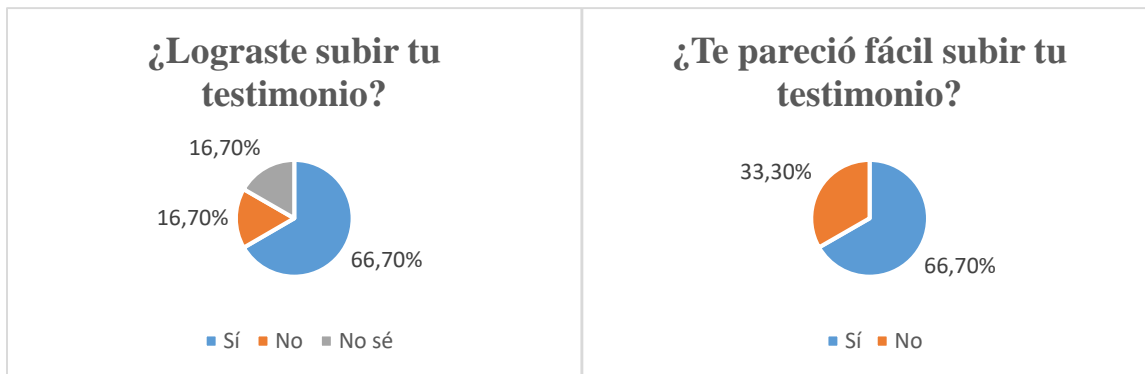 ¿Lograste subir tu
testimonio?
16,70%
16,70%
66,70%
Sí No No sé
¿Te pareció fácil subir tu
testimonio?
33,30%
66,70%
Sí No